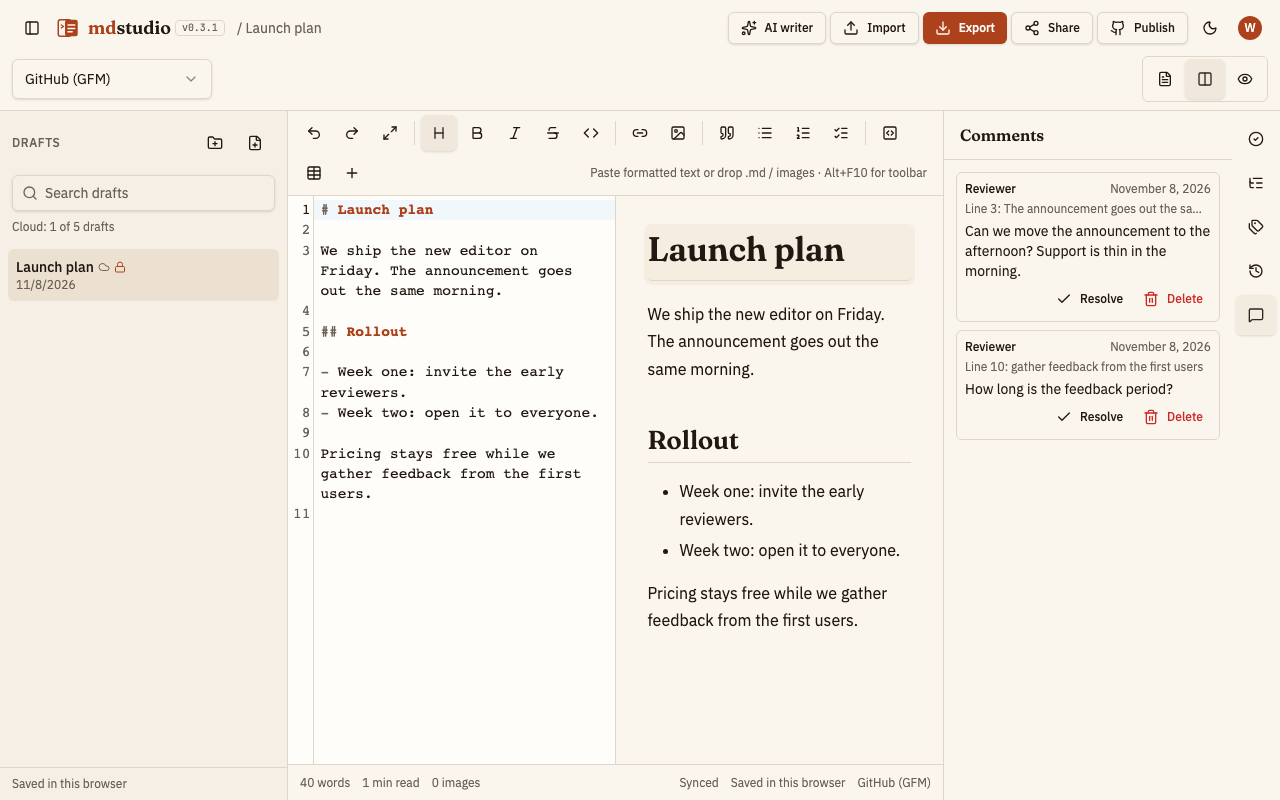 mdstudio v0.3.1 / Launch plan
AI writer Import Export Share Publish W
GitHub (GFM)
DRAFTS
Search drafts
Cloud: 1 of 5 drafts
Launch plan
11/8/2026
Saved in this browser
H B I S
Paste formatted text or drop .md / images · Alt+F10 for toolbar
1 # Launch plan
2
3 We ship the new editor on
Friday. The announcement goes
out the same morning.
4
5 ## Rollout
6
7 - Week one: invite the early
reviewers.
8 - Week two: open it to everyone.
9
10 Pricing stays free while we
gather feedback from the first
users.
11
Launch plan
We ship the new editor on Friday.
The announcement goes out the
same morning.
Rollout
• Week one: invite the early
reviewers.
• Week two: open it to everyone.
Pricing stays free while we gather
feedback from the first users.
40 words 1 min read 0 images
Synced Saved in this browser GitHub (GFM)
Comments
Reviewer November 8, 2026
Line 3: The announcement goes out the sa...
Can we move the announcement to the
afternoon? Support is thin in the
morning.
Resolve Delete
Reviewer November 8, 2026
Line 10: gather feedback from the first users
How long is the feedback period?
Resolve Delete